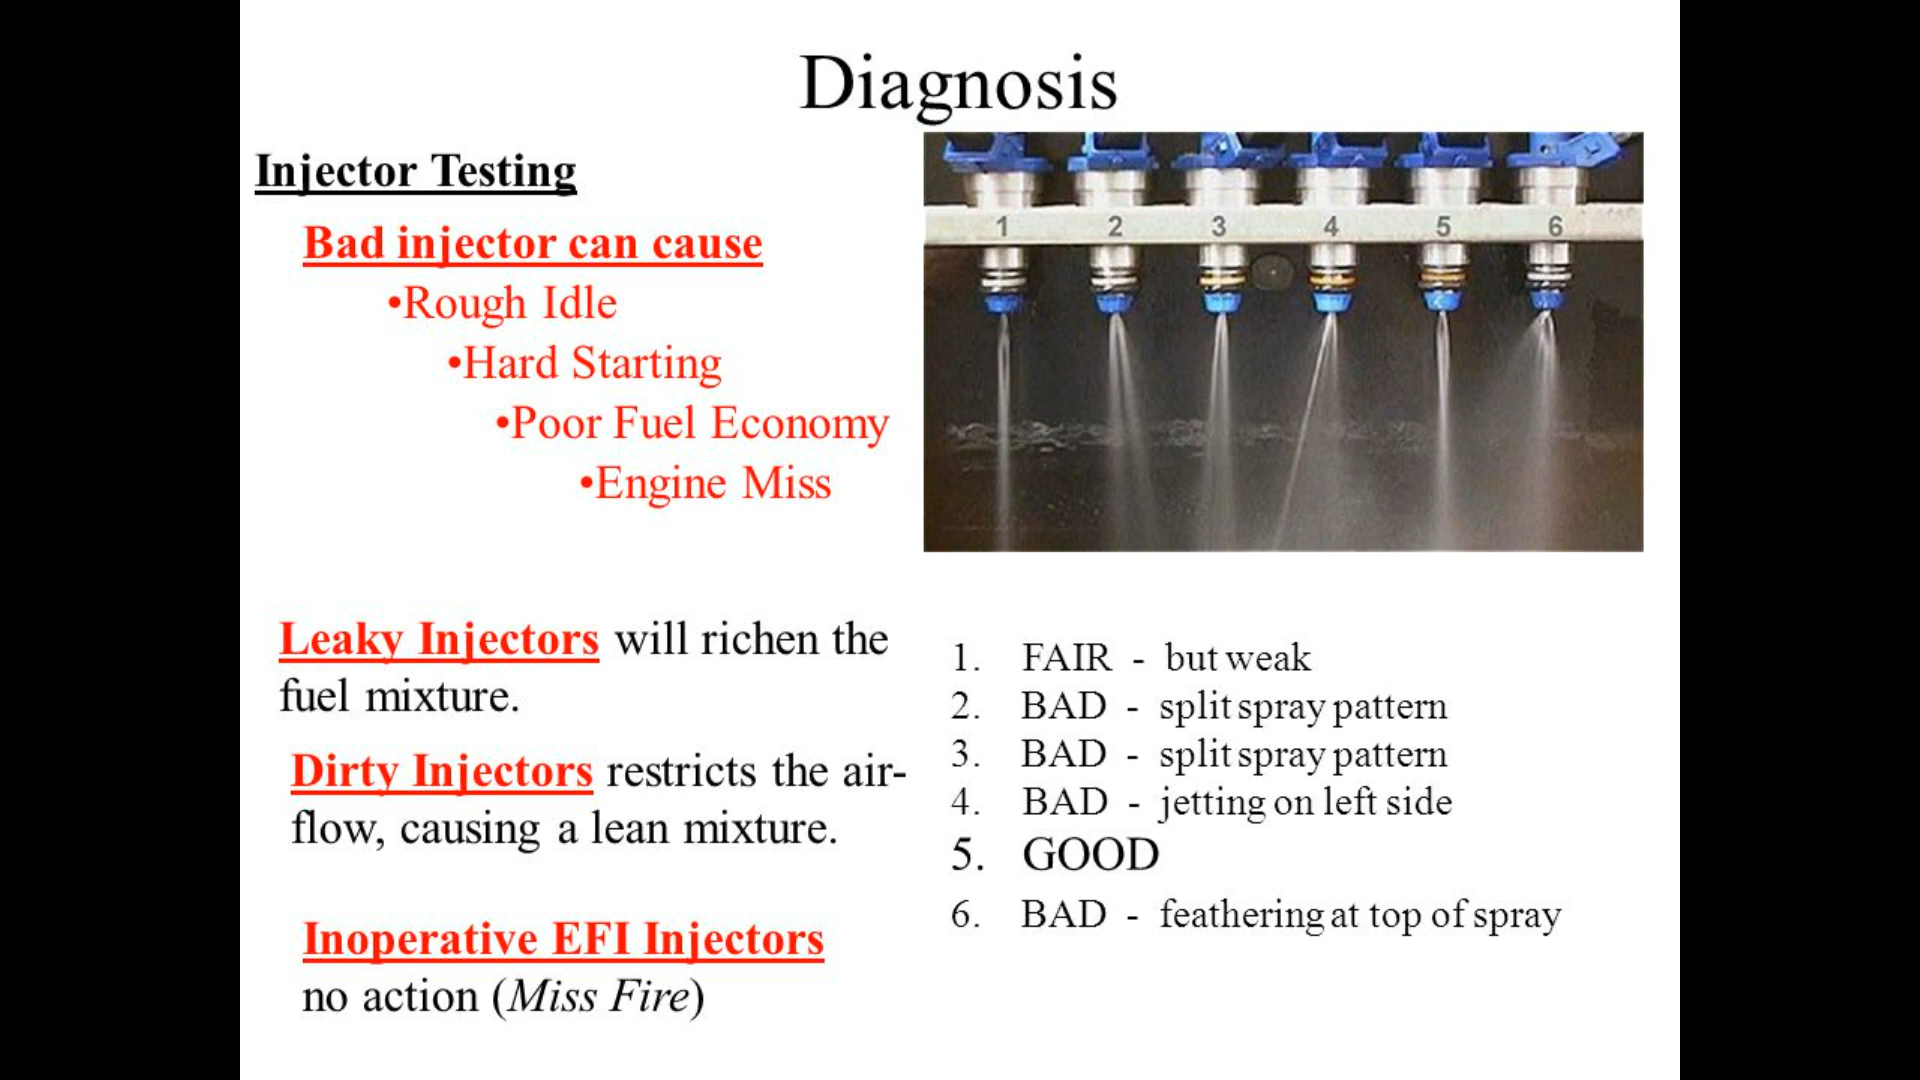 Diagnosis
Injector Testing
Bad injector can cause
•Rough Idle
•Hard Starting
•Poor Fuel Economy
•Engine Miss
1 2 3 4 5 6
Leaky Injectors will richen the
fuel mixture.
Dirty Injectors restricts the air-
flow, causing a lean mixture.
Inoperative EFI Injectors
no action (Miss Fire)
1. FAIR - but weak
2. BAD - split spray pattern
3. BAD - split spray pattern
4. BAD - jetting on left side
5. GOOD
6. BAD - feathering at top of spray